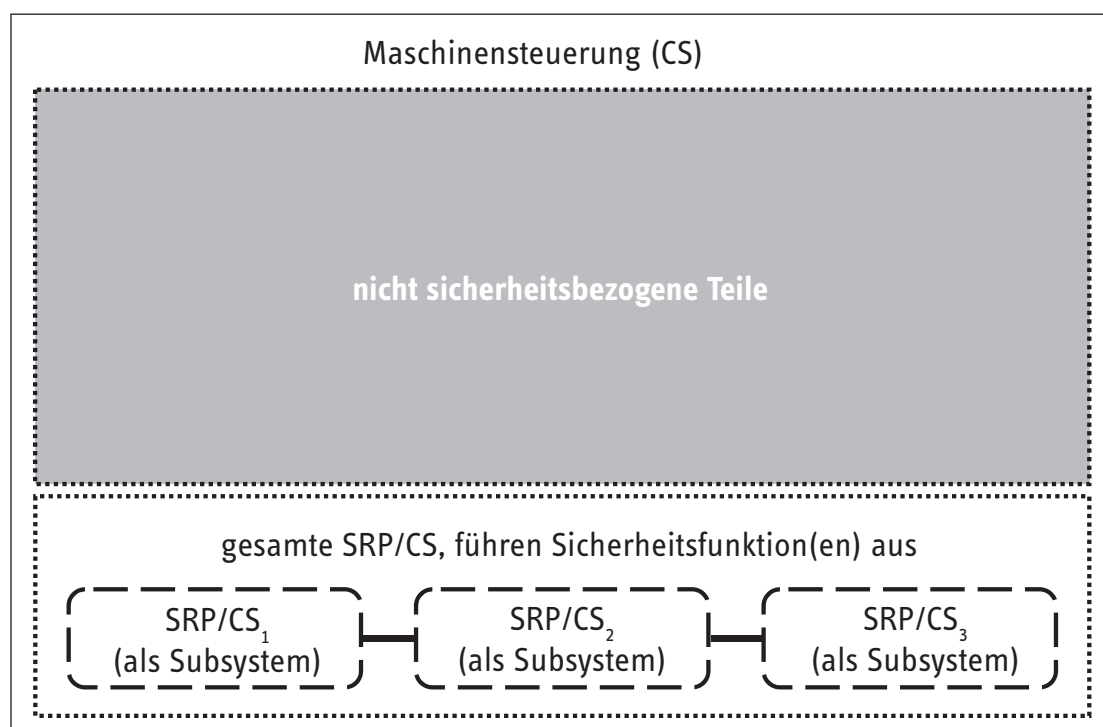 Maschinensteuerung (CS)
nicht sicherheitsbezogene Teile
gesamte SRP/CS, führen Sicherheitsfunktion(en) aus
SRP/CS₁
(als Subsystem)
SRP/CS₂
(als Subsystem)
SRP/CS₃
(als Subsystem)